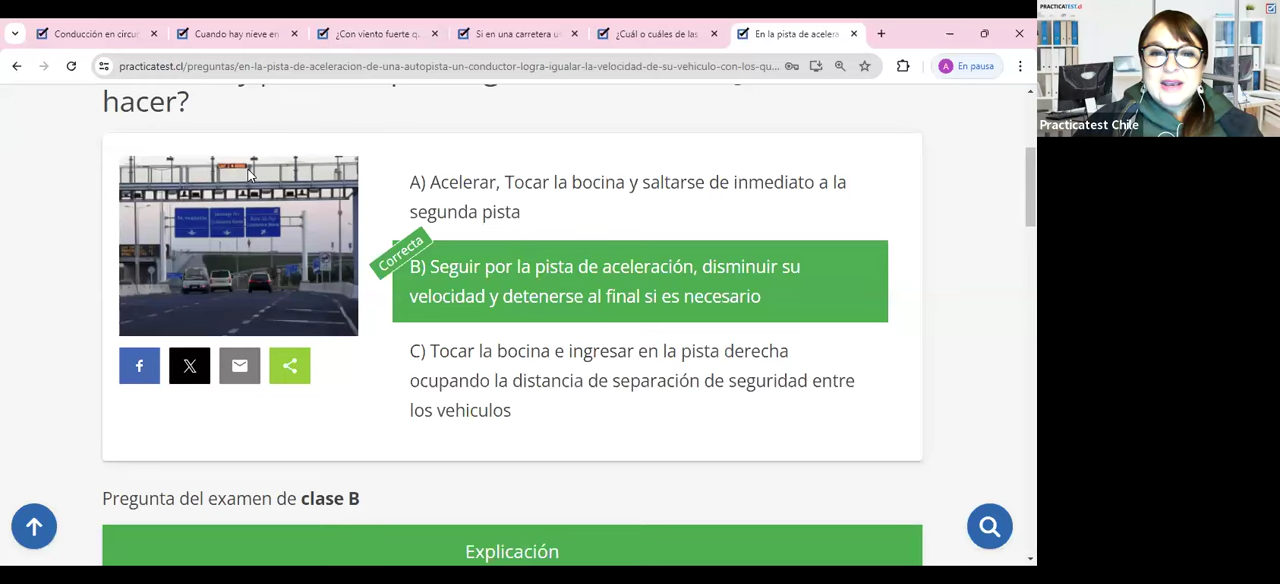 PRACTICATEST.cl
Conducción en circun
Cuando hay nieve en
¿Con viento fuerte q
Si en una carretera u
¿Cuál o cuáles de las
En la pista de acelera
practicatest.cl/preguntas/en-la-pista-de-aceleracion-de-una-autopista-un-conductor-logra-igualar-la-velocidad-de-su-vehiculo-con-los-qu...
A
En pausa
Practicatest Chile
hacer?
A) Acelerar, Tocar la bocina y saltarse de inmediato a la
segunda pista
Correcta
B) Seguir por la pista de aceleración, disminuir su
velocidad y detenerse al final si es necesario
C) Tocar la bocina e ingresar en la pista derecha
ocupando la distancia de separación de seguridad entre
los vehiculos
Pregunta del examen de clase B
Explicación